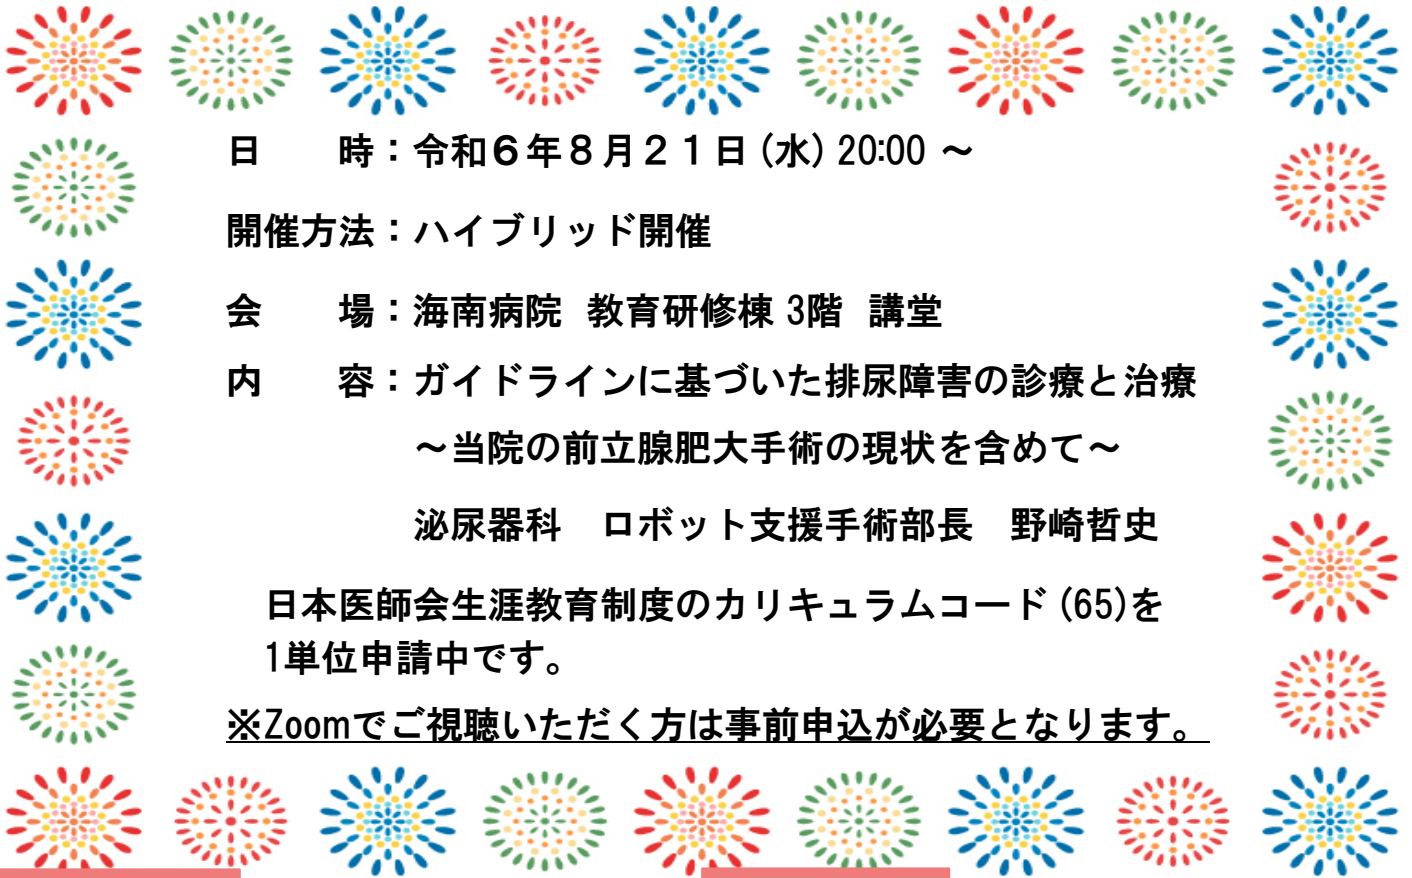 日　　時：令和６年８月２１日(水) 20:00 ～
開催方法：ハイブリッド開催
会　　場：海南病院　教育研修棟 3階　講堂
内　　容：ガイドラインに基づいた排尿障害の診療と治療
～当院の前立腺肥大手術の現状を含めて～
泌尿器科　ロボット支援手術部長　野崎哲史
日本医師会生涯教育制度のカリキュラムコード(65)を
1単位申請中です。
※Zoomでご視聴いただく方は事前申込が必要となります。